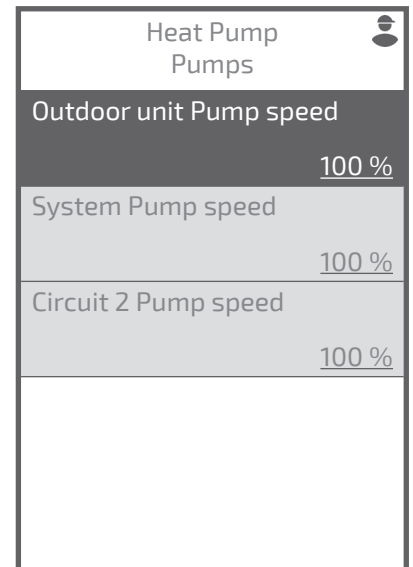 Heat Pump
Pumps
Outdoor unit Pump speed
100 %
System Pump speed
100 %
Circuit 2 Pump speed
100 %